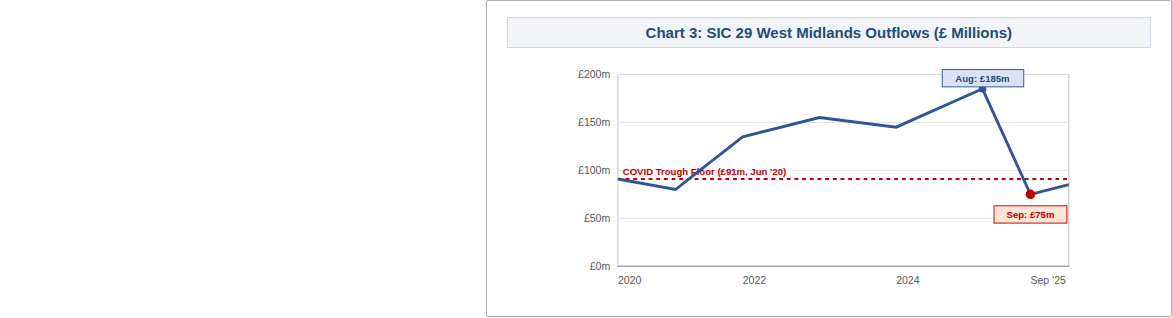 Chart 3: SIC 29 West Midlands Outflows (£ Millions)
£200m
Aug: £185m
£150m
£100m
COVID Trough Floor (£91m, Jun '20)
£50m
Sep: £75m
£0m
2020
2022
2024
Sep '25